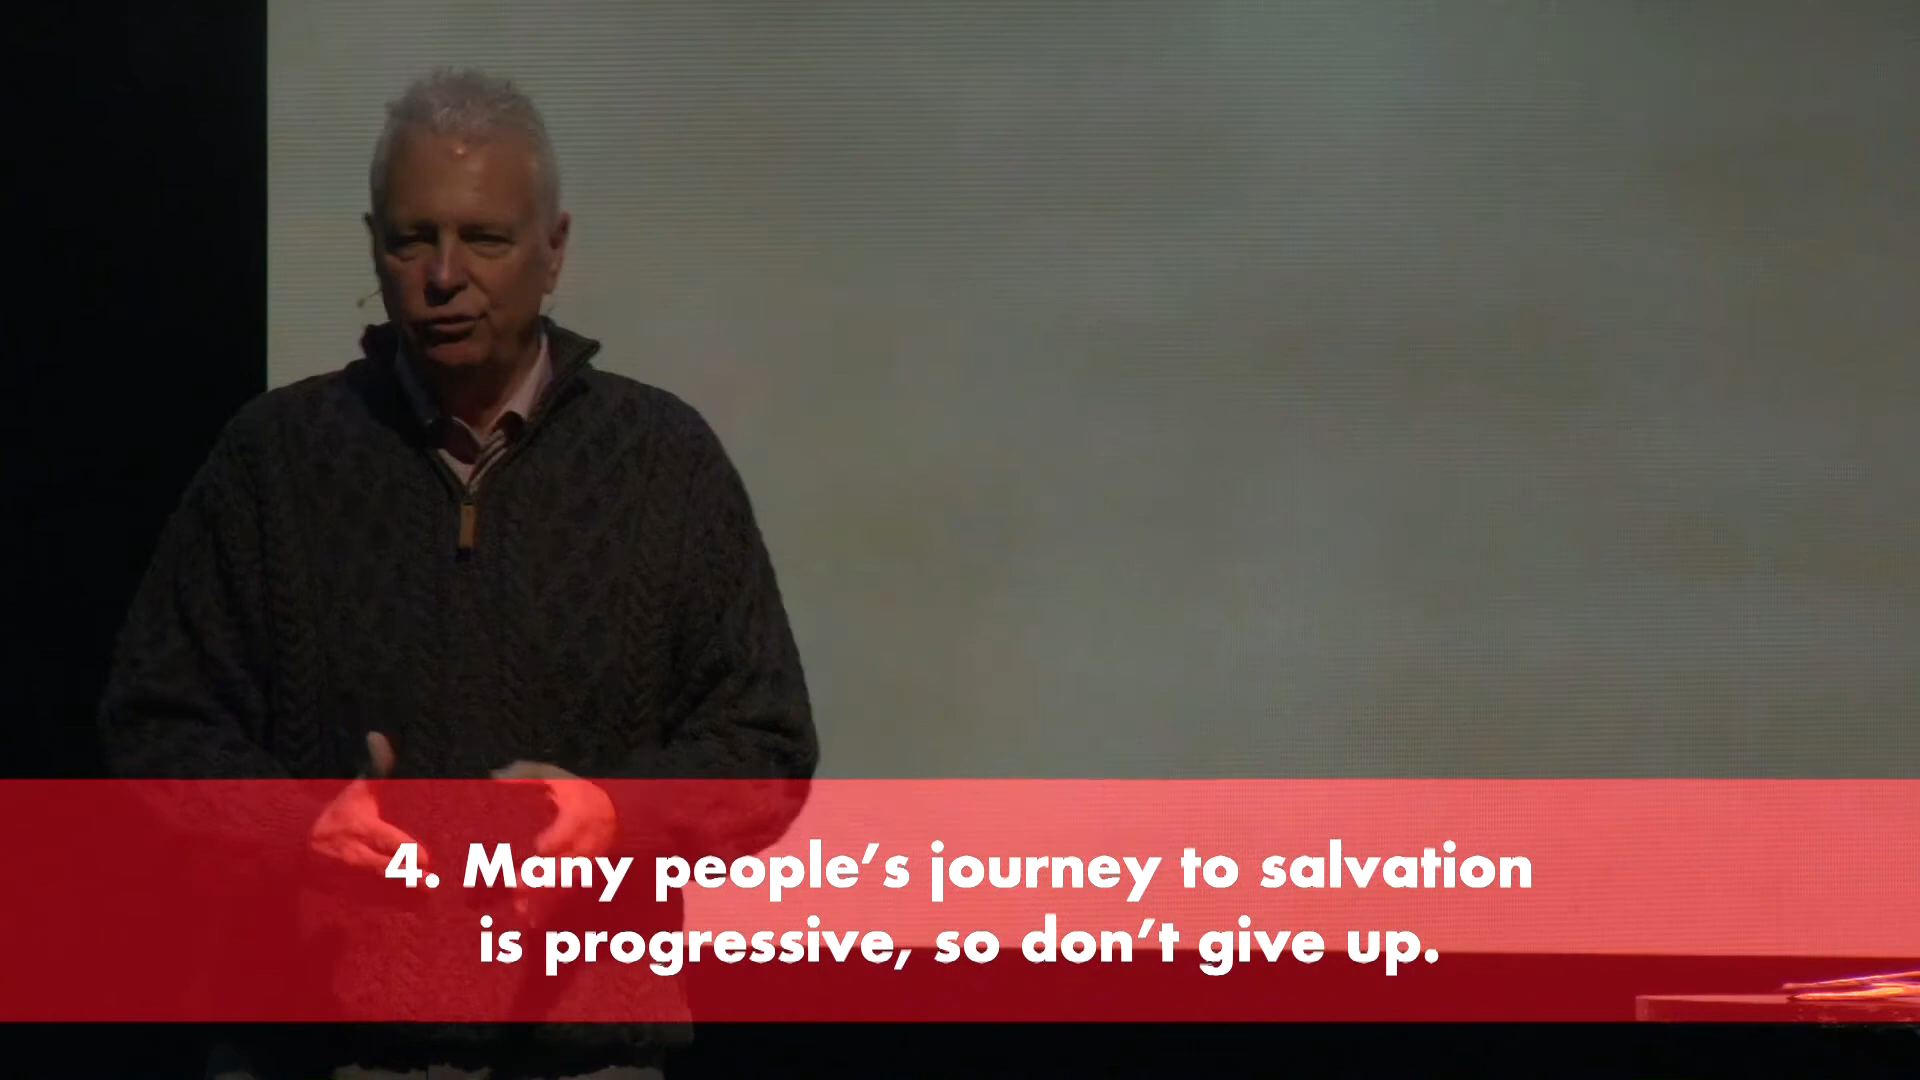 4. Many people’s journey to salvation
is progressive, so don’t give up.